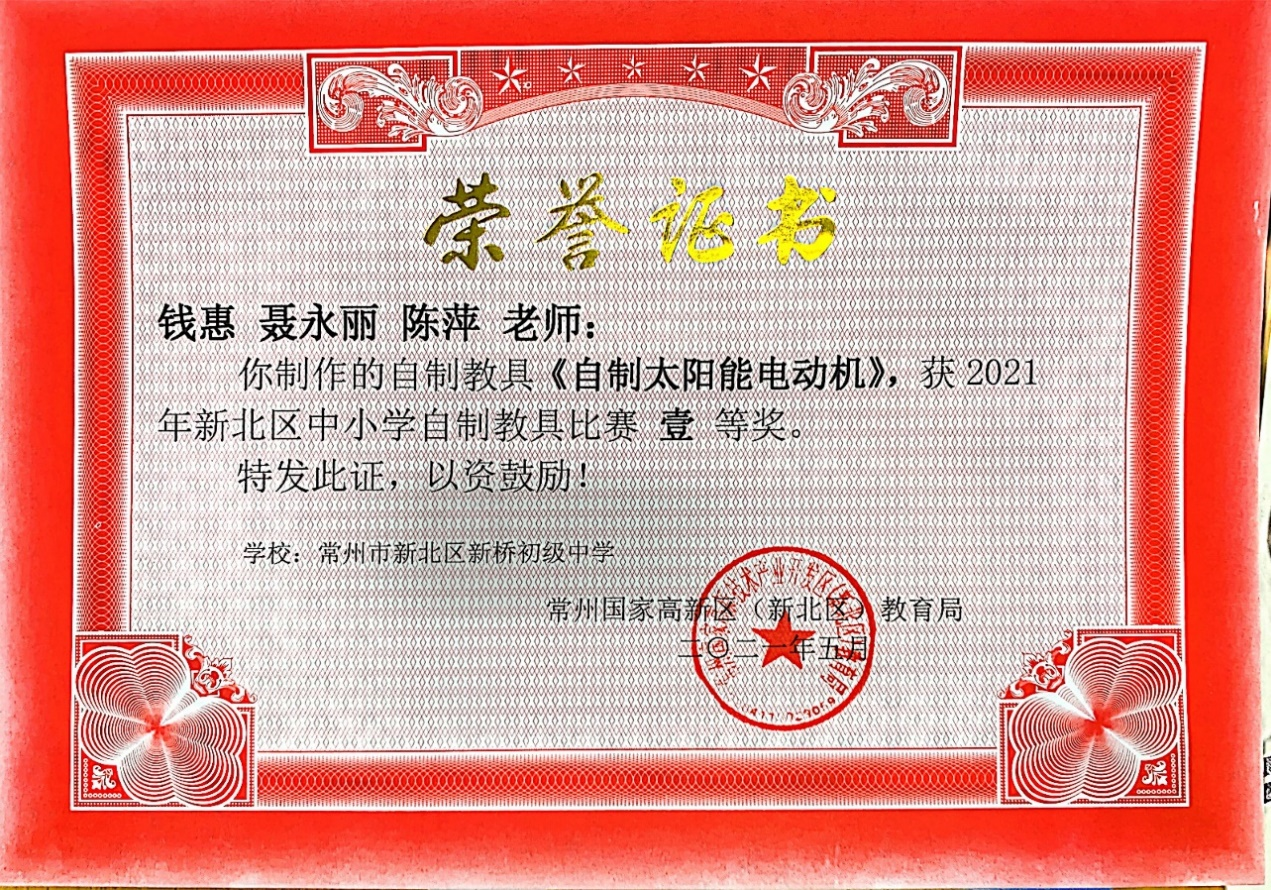 荣誉证书
钱惠 聂永丽 陈萍 老师：
你制作的自制教具《自制太阳能电动机》，获 2021
年新北区中小学自制教具比赛 壹 等奖。
特发此证，以资鼓励！
学校：常州市新北区新桥初级中学
常州国家高新区（新北区）教育局
二〇二一年五月